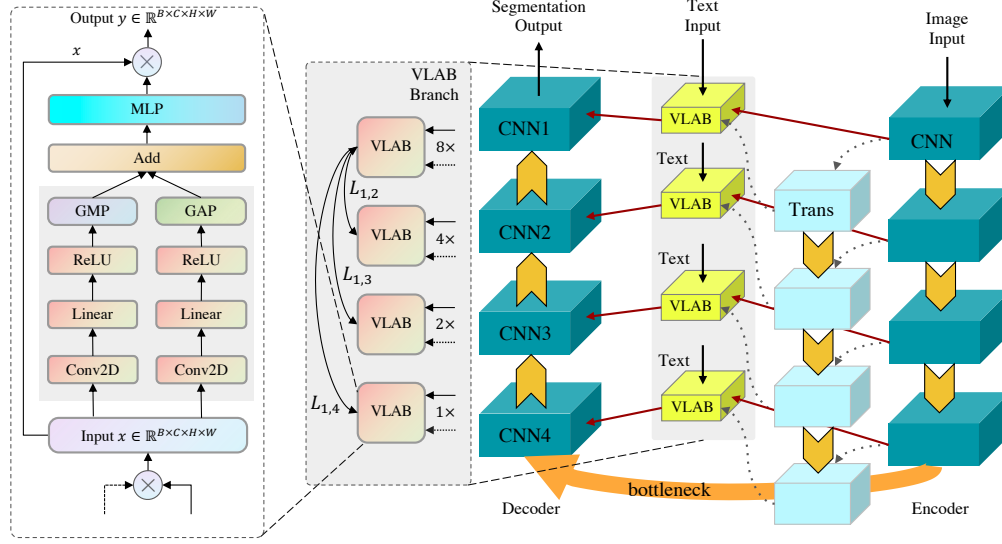 Output y ∈ ℝ^{B×C×H×W}
x
×
MLP
Add
GMP
GAP
ReLU
ReLU
Linear
Linear
Conv2D
Conv2D
Input x ∈ ℝ^{B×C×H×W}
×
VLAB
Branch
VLAB
8×
L_{1,2}
VLAB
4×
L_{1,3}
VLAB
2×
L_{1,4}
VLAB
1×
Segmentation
Output
Text
Input
Image
Input
CNN1
VLAB
CNN
Text
CNN2
VLAB
Trans
Text
CNN3
VLAB
Text
CNN4
VLAB
bottleneck
Decoder
Encoder